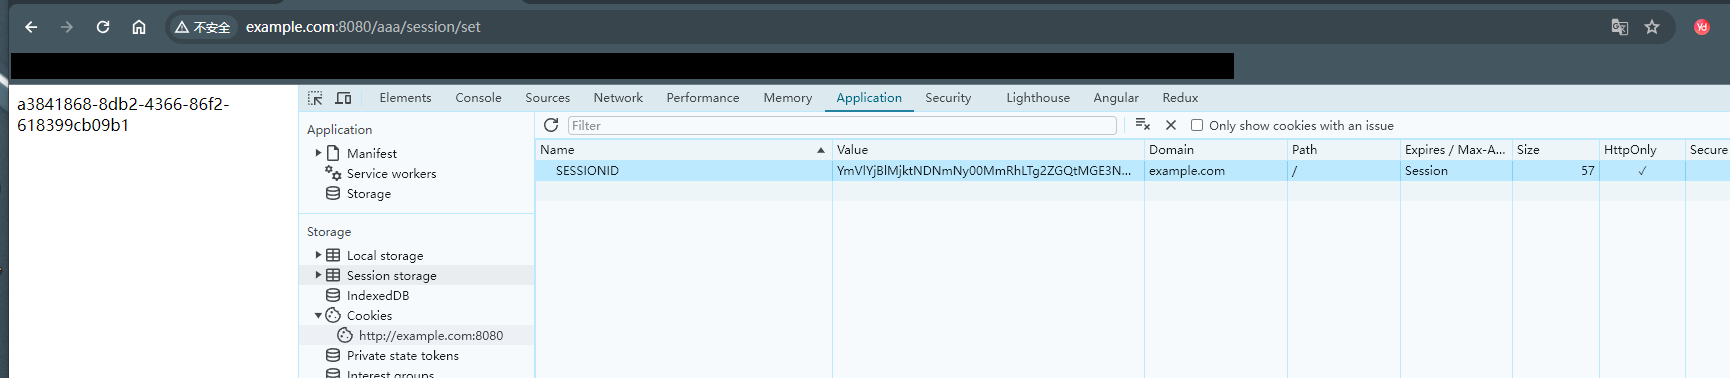 不安全 example.com:8080/aaa/session/set
a3841868-8db2-4366-86f2-
618399cb09b1
Elements Console Sources Network Performance Memory Application Security Lighthouse Angular Redux
Application
Manifest
Service workers
Storage
Storage
Local storage
Session storage
IndexedDB
Cookies
http://example.com:8080
Private state tokens
Interest groups
Filter Only show cookies with an issue
Name Value Domain Path Expires / Max-A... Size HttpOnly Secure
SESSIONID YmVlYjBlMjktNDNmNy00MmRhLTg2ZGQtMGE3N... example.com / Session 57 ✓